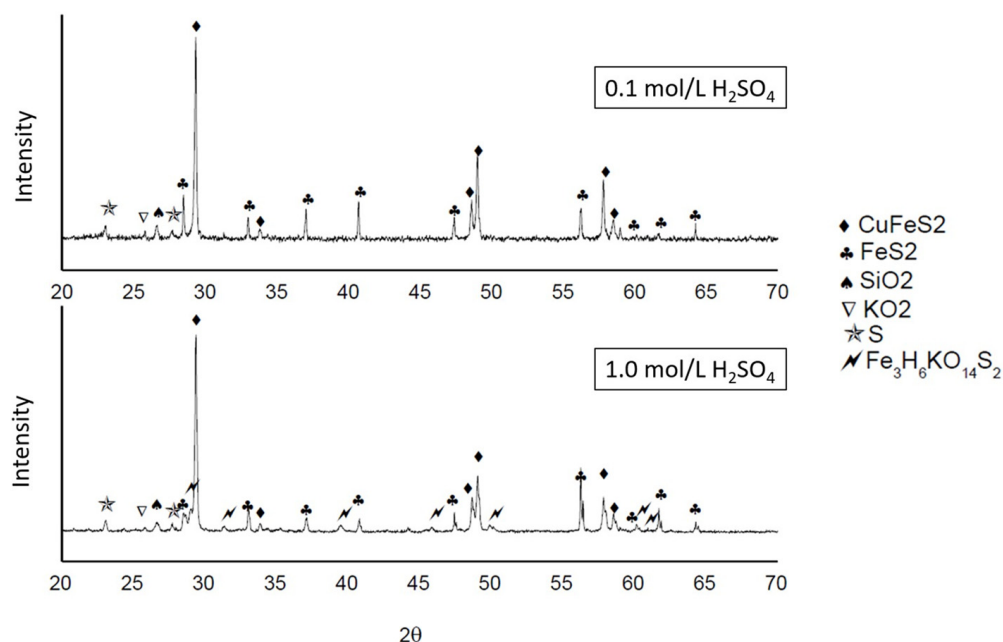 Intensity
0.1 mol/L H₂SO₄
20 25 30 35 40 45 50 55 60 65 70
Intensity
1.0 mol/L H₂SO₄
20 25 30 35 40 45 50 55 60 65 70
2θ
♦ CuFeS2
♣ FeS2
♠ SiO2
▽ KO2
S
Fe₃H₆KO₁₄S₂